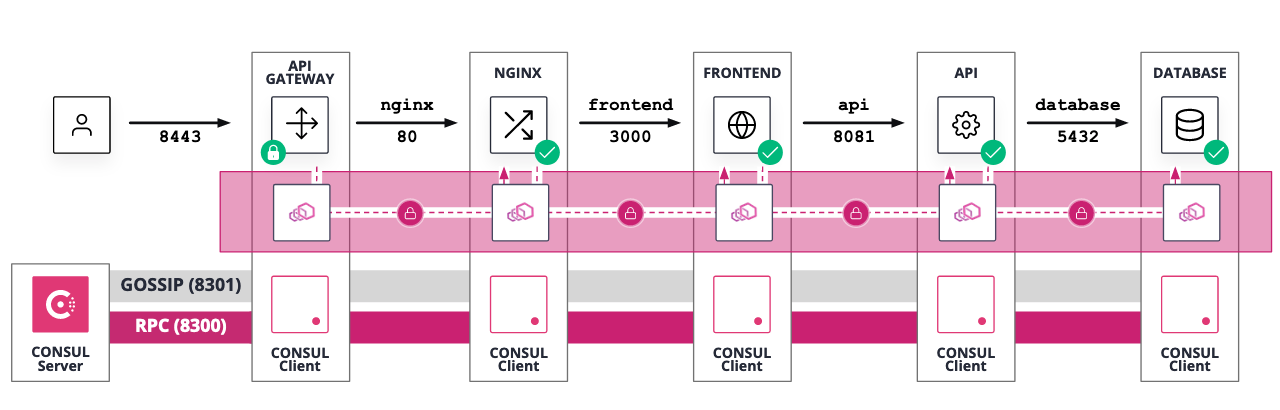 API
GATEWAY
NGINX
FRONTEND
API
DATABASE
8443
nginx
80
frontend
3000
api
8081
database
5432
GOSSIP (8301)
RPC (8300)
CONSUL
Server
CONSUL
Client
CONSUL
Client
CONSUL
Client
CONSUL
Client
CONSUL
Client